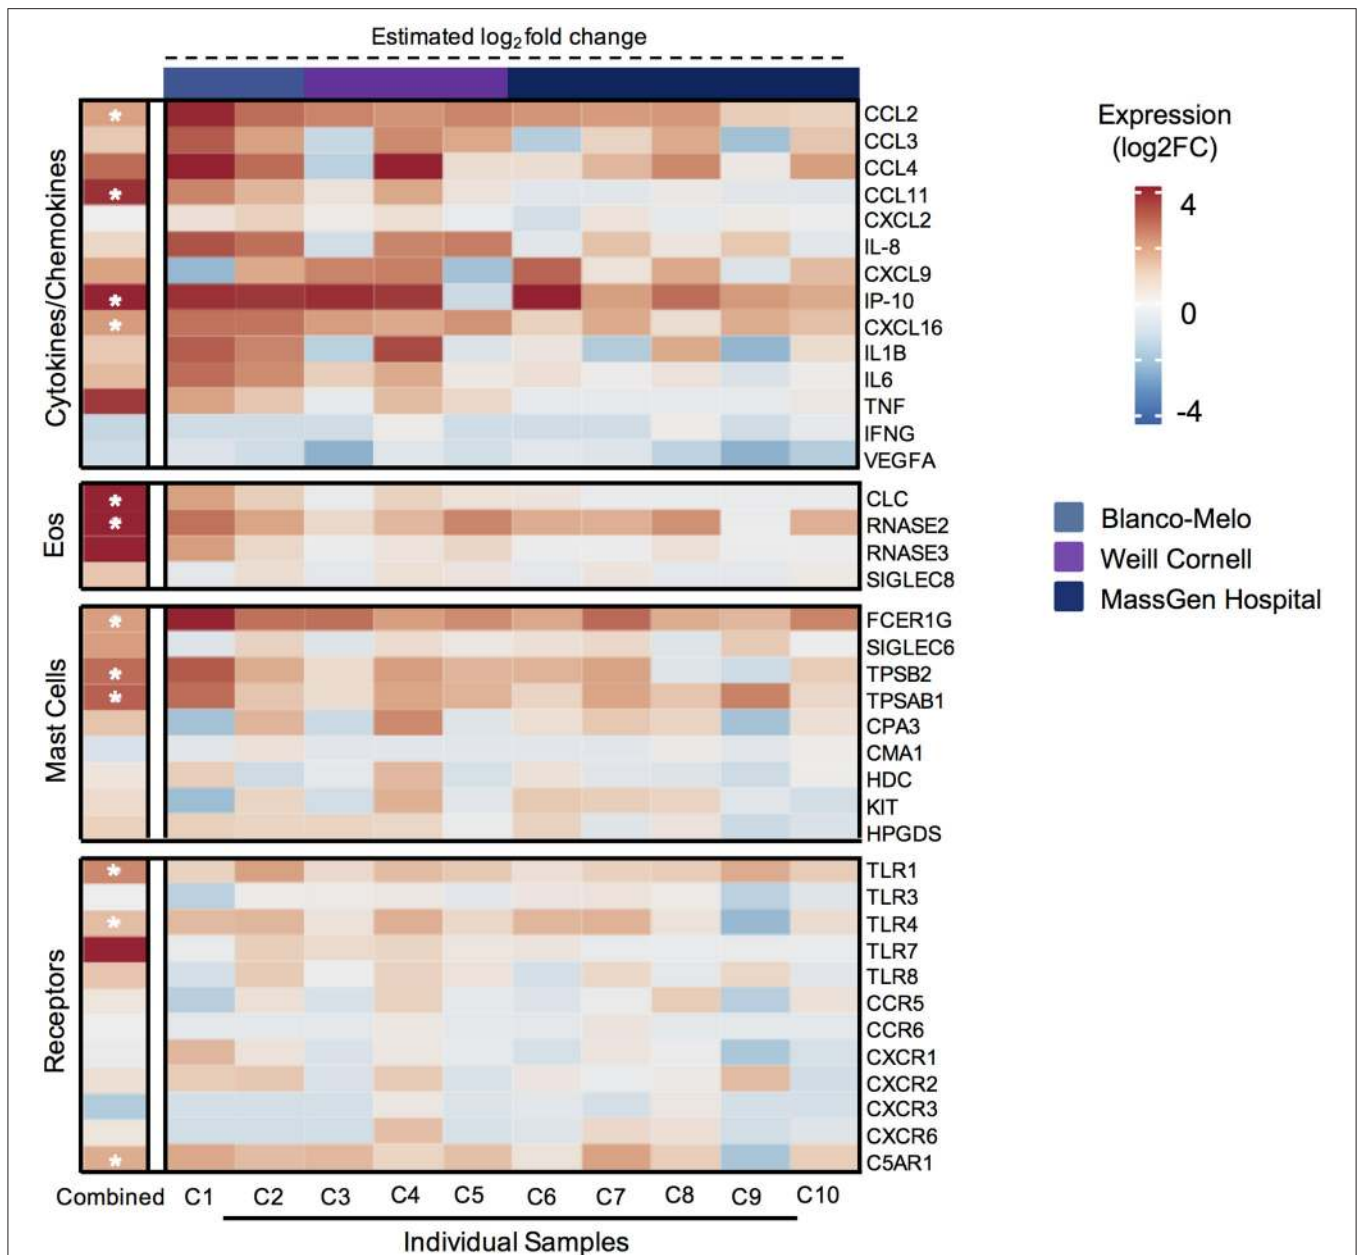 Estimated log2 fold change
Cytokines/Chemokines
*
CCL2
CCL3
CCL4
*
CCL11
CXCL2
IL-8
CXCL9
*
IP-10
*
CXCL16
IL1B
IL6
TNF
IFNG
VEGFA
Eos
*
CLC
*
RNASE2
RNASE3
SIGLEC8
Mast Cells
*
FCER1G
SIGLEC6
*
TPSB2
*
TPSAB1
CPA3
CMA1
HDC
KIT
HPGDS
Receptors
*
TLR1
TLR3
*
TLR4
TLR7
TLR8
CCR5
CCR6
CXCR1
CXCR2
CXCR3
CXCR6
*
C5AR1
Combined C1 C2 C3 C4 C5 C6 C7 C8 C9 C10
Individual Samples
Expression
(log2FC)
4
0
-4
Blanco-Melo
Weill Cornell
MassGen Hospital